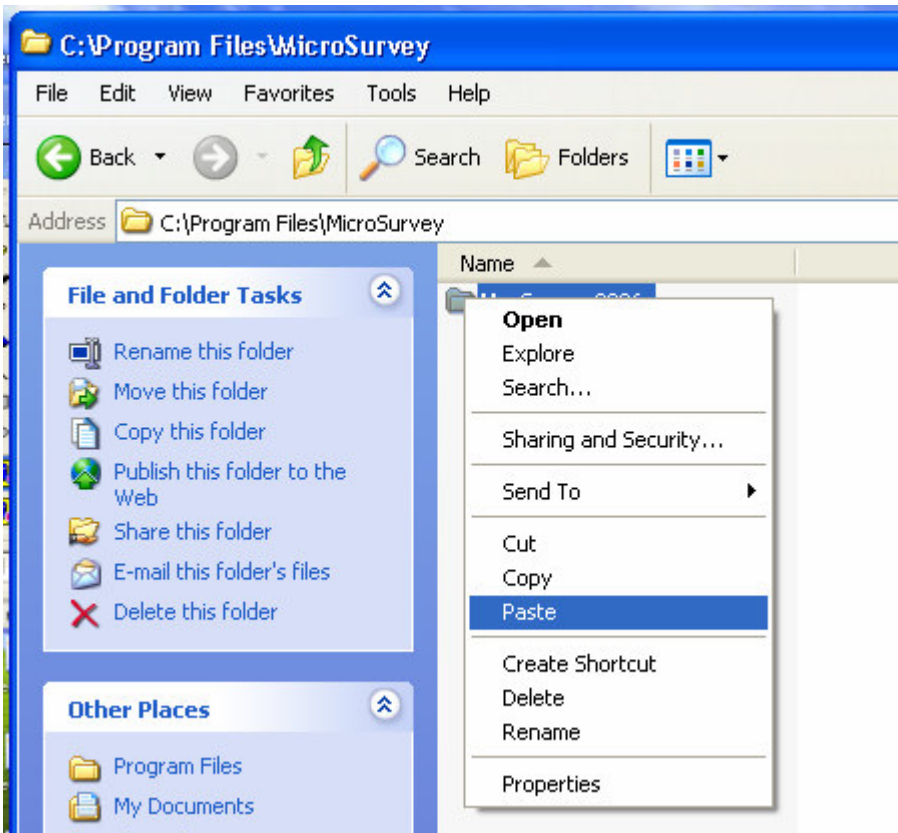 C:\Program Files\MicroSurvey
File Edit View Favorites Tools Help
Back Search Folders
Address C:\Program Files\MicroSurvey
Name
File and Folder Tasks
Rename this folder
Move this folder
Copy this folder
Publish this folder to the
Web
Share this folder
E-mail this folder's files
Delete this folder
Other Places
Program Files
My Documents
Open
Explore
Search...
Sharing and Security...
Send To
Cut
Copy
Paste
Create Shortcut
Delete
Rename
Properties